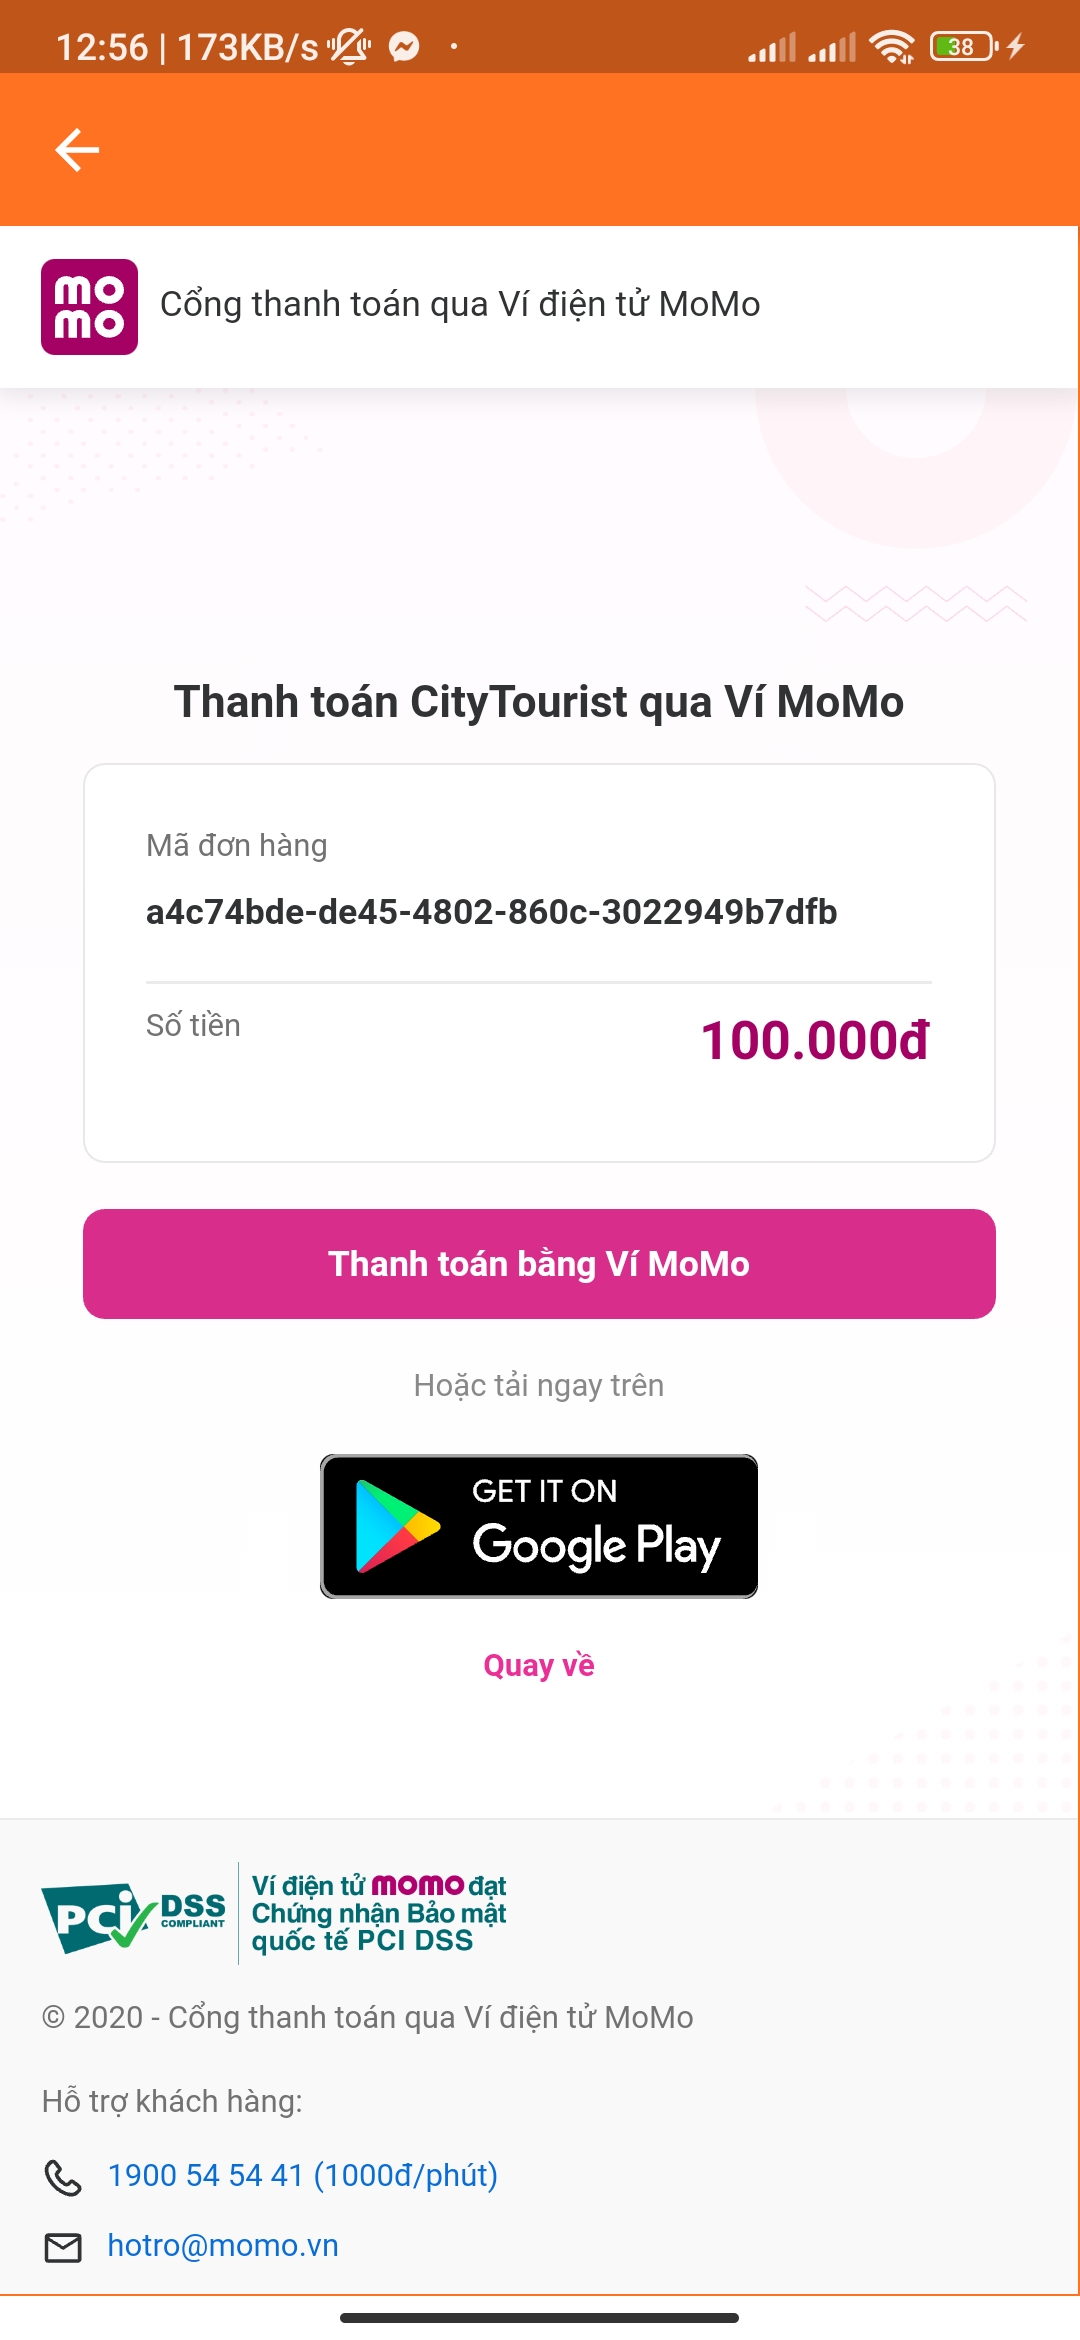 12:56 | 173KB/s
38
mo
mo
Cổng thanh toán qua Ví điện tử MoMo
Thanh toán CityTourist qua Ví MoMo
Mã đơn hàng
a4c74bde-de45-4802-860c-3022949b7dfb
Số tiền
100.000đ
Thanh toán bằng Ví MoMo
Hoặc tải ngay trên
GET IT ON
Google Play
Quay về
PCi DSS
COMPLIANT
Ví điện tử momo đạt
Chứng nhận Bảo mật
quốc tế PCI DSS
© 2020 - Cổng thanh toán qua Ví điện tử MoMo
Hỗ trợ khách hàng:
1900 54 54 41 (1000đ/phút)
hotro@momo.vn